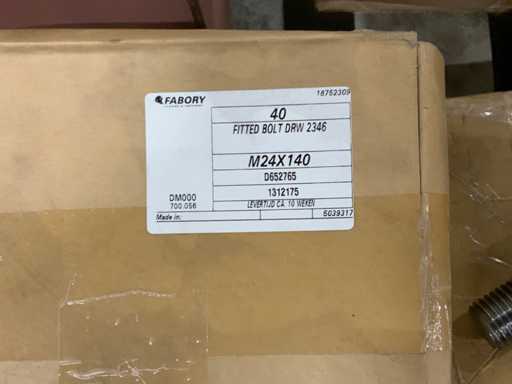 FABORY
18752309
40
FITTED BOLT DRW 2346
M24X140
D652765
1312175
DM000
700.056
LEVERTIJD CA. 10 WEKEN
Made in:
5039317